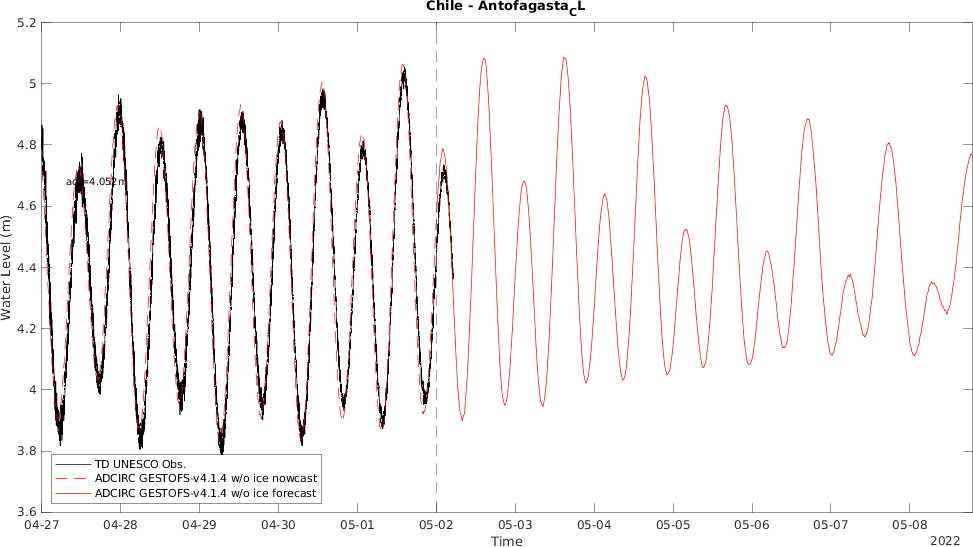 Chile - Antofagasta_CL
5.2
5
4.8
4.6
4.4
4.2
4
3.8
3.6
Water Level (m)
adj=4.052m
TD UNESCO Obs.
ADCIRC GESTOFS-v4.1.4 w/o ice nowcast
ADCIRC GESTOFS-v4.1.4 w/o ice forecast
04-27 04-28 04-29 04-30 05-01 05-02 05-03 05-04 05-05 05-06 05-07 05-08
Time
2022